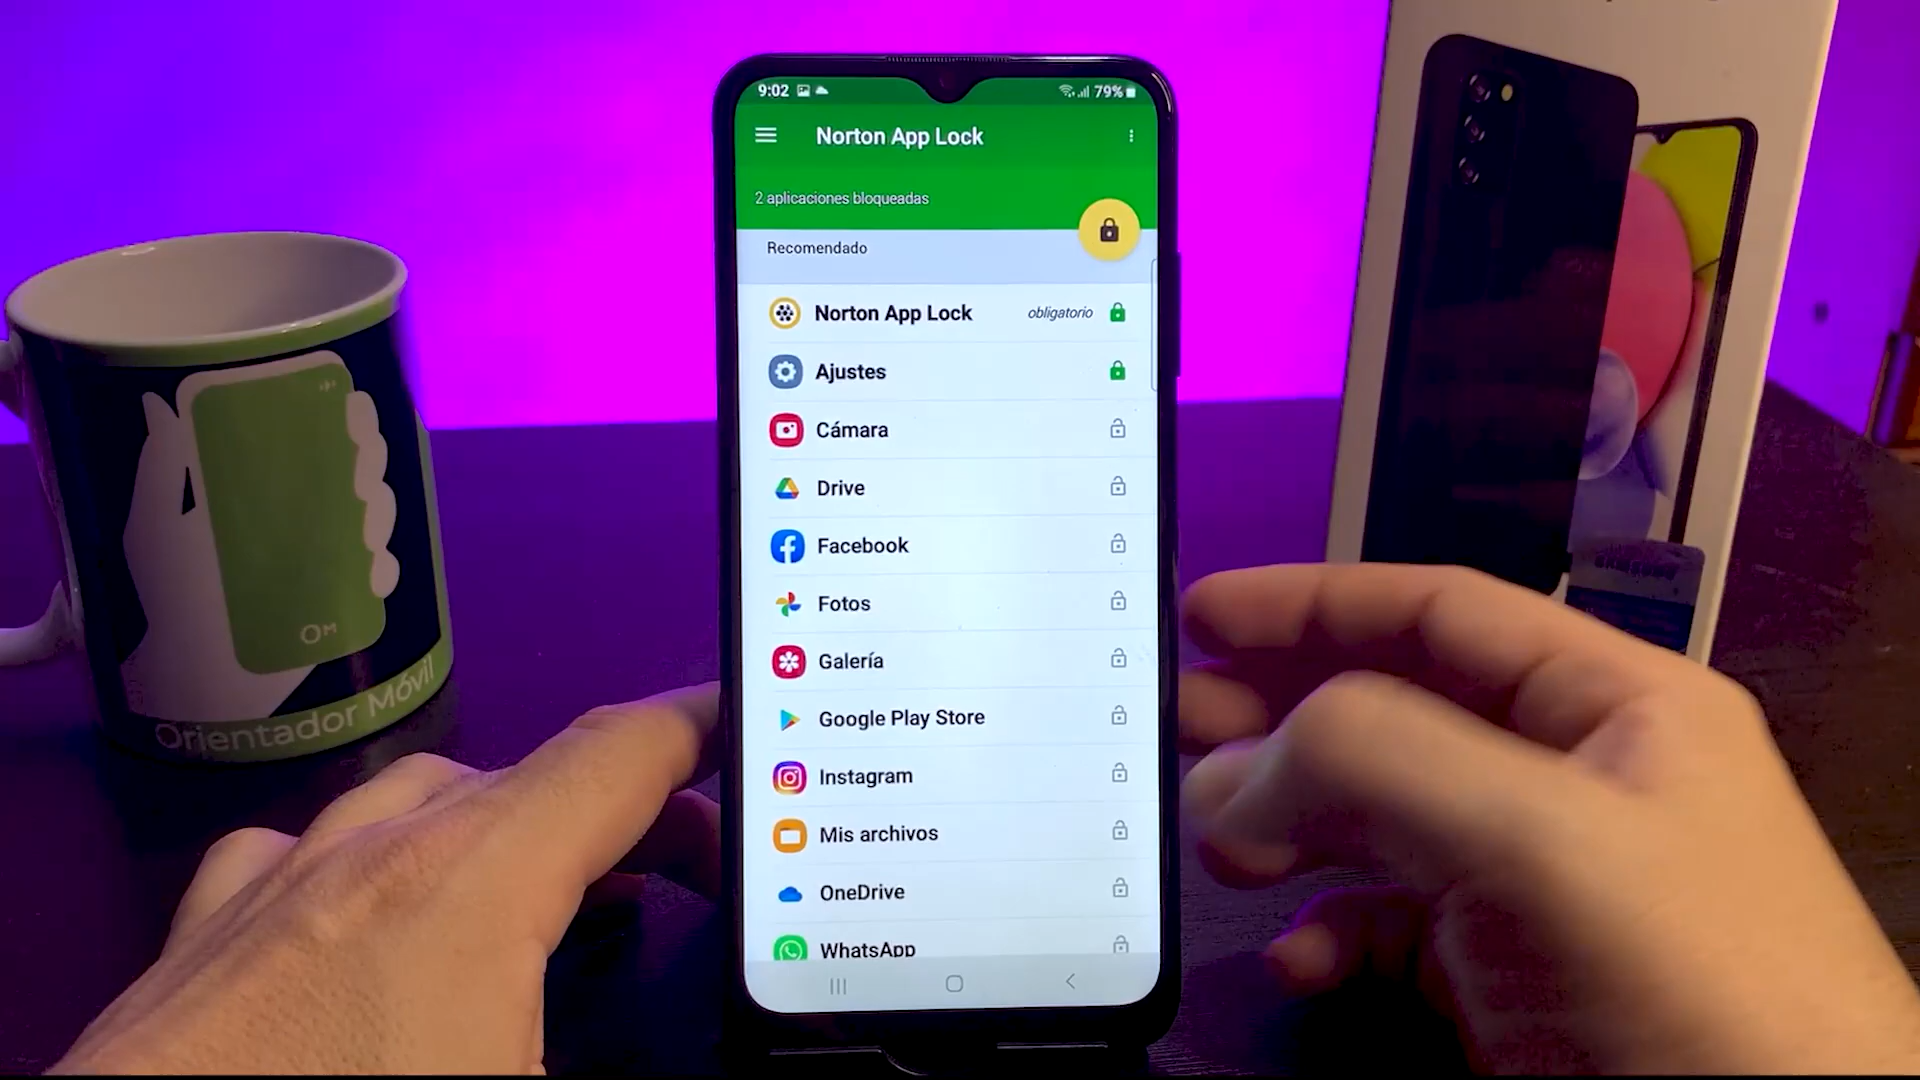 9:02
79%
Norton App Lock
2 aplicaciones bloqueadas
Recomendado
Norton App Lock
obligatorio
Ajustes
Cámara
Drive
Facebook
Fotos
Galería
Google Play Store
Instagram
Mis archivos
OneDrive
WhatsApp
OM
Orientador Móvil